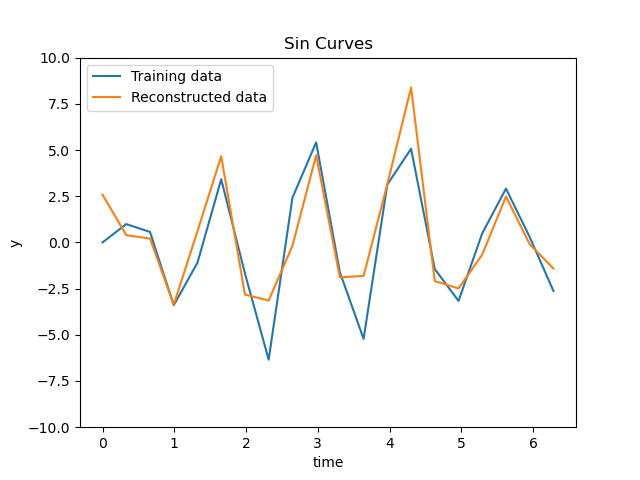 Sin Curves
Training data
Reconstructed data
y
10.0
7.5
5.0
2.5
0.0
−2.5
−5.0
−7.5
−10.0
0 1 2 3 4 5 6
time